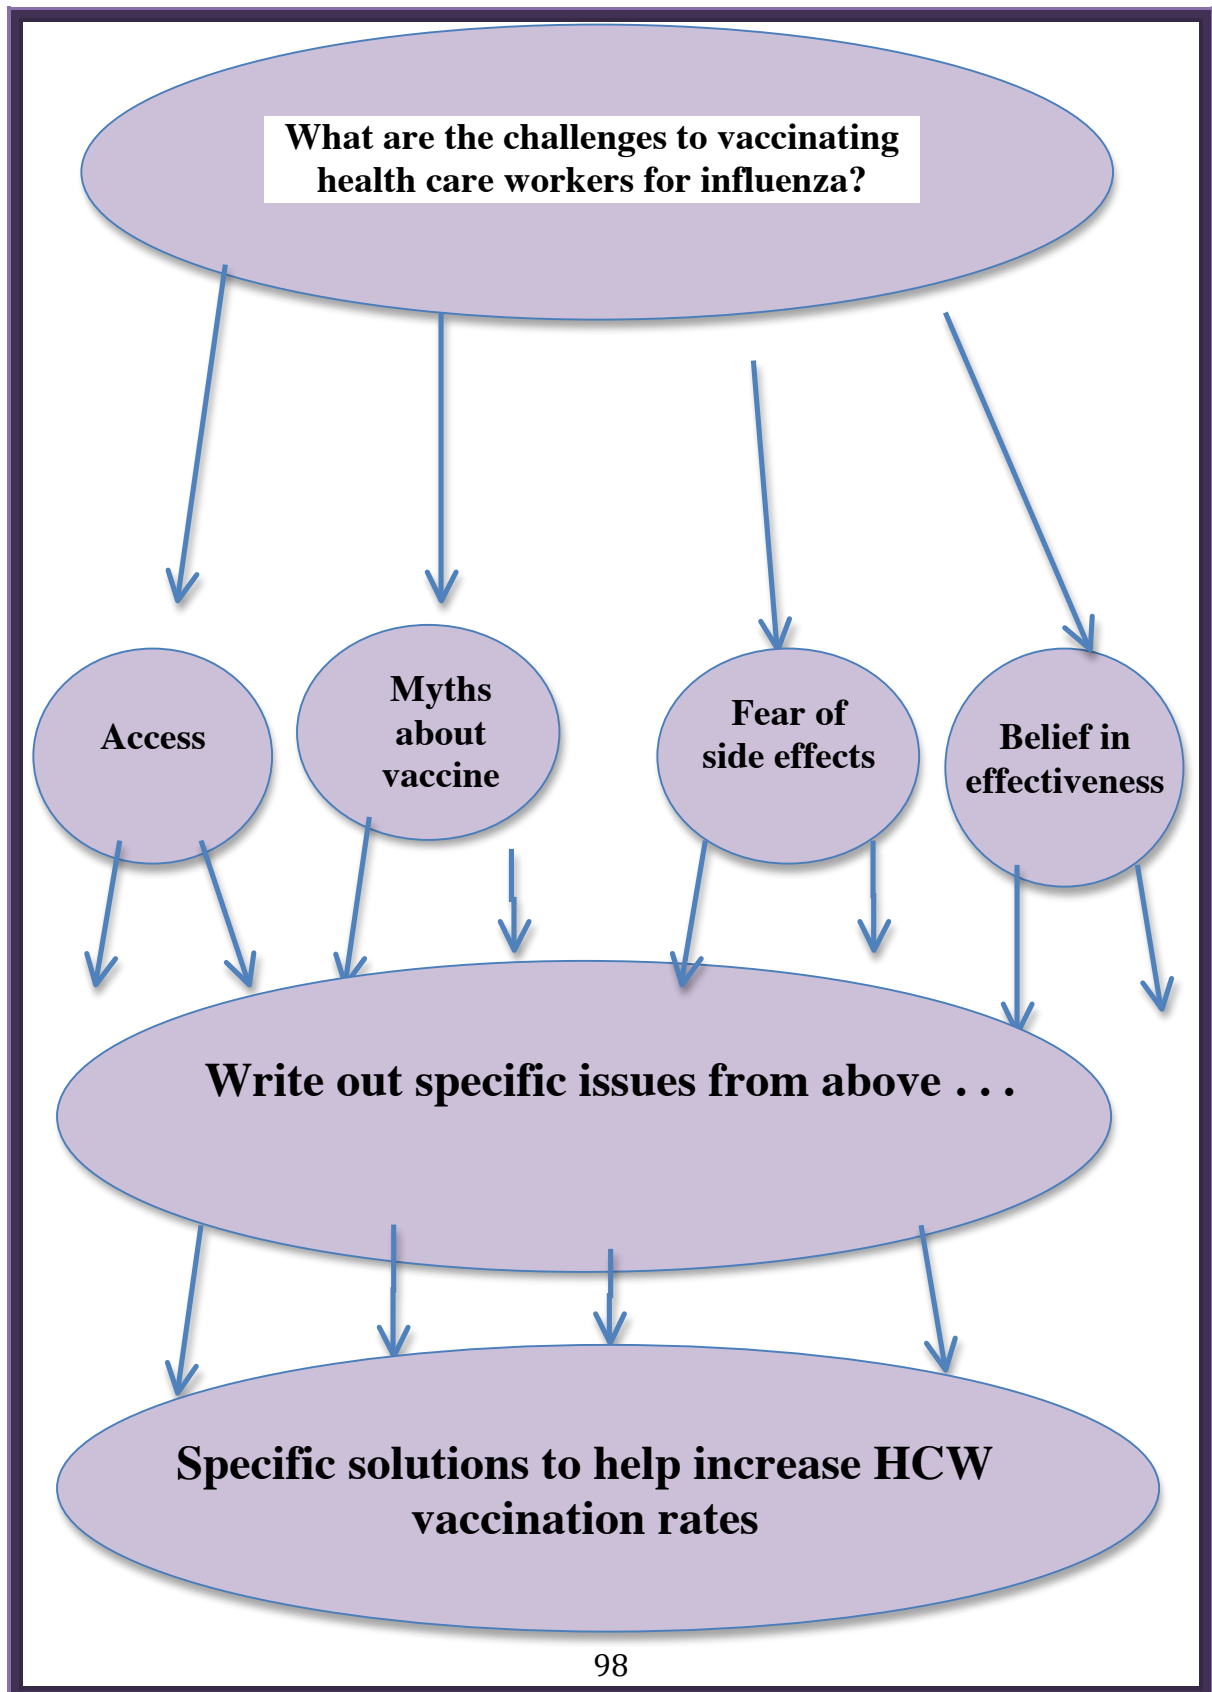 What are the challenges to vaccinating
health care workers for influenza?
Access
Myths
about
vaccine
Fear of
side effects
Belief in
effectiveness
Write out specific issues from above . . .
Specific solutions to help increase HCW
vaccination rates
98